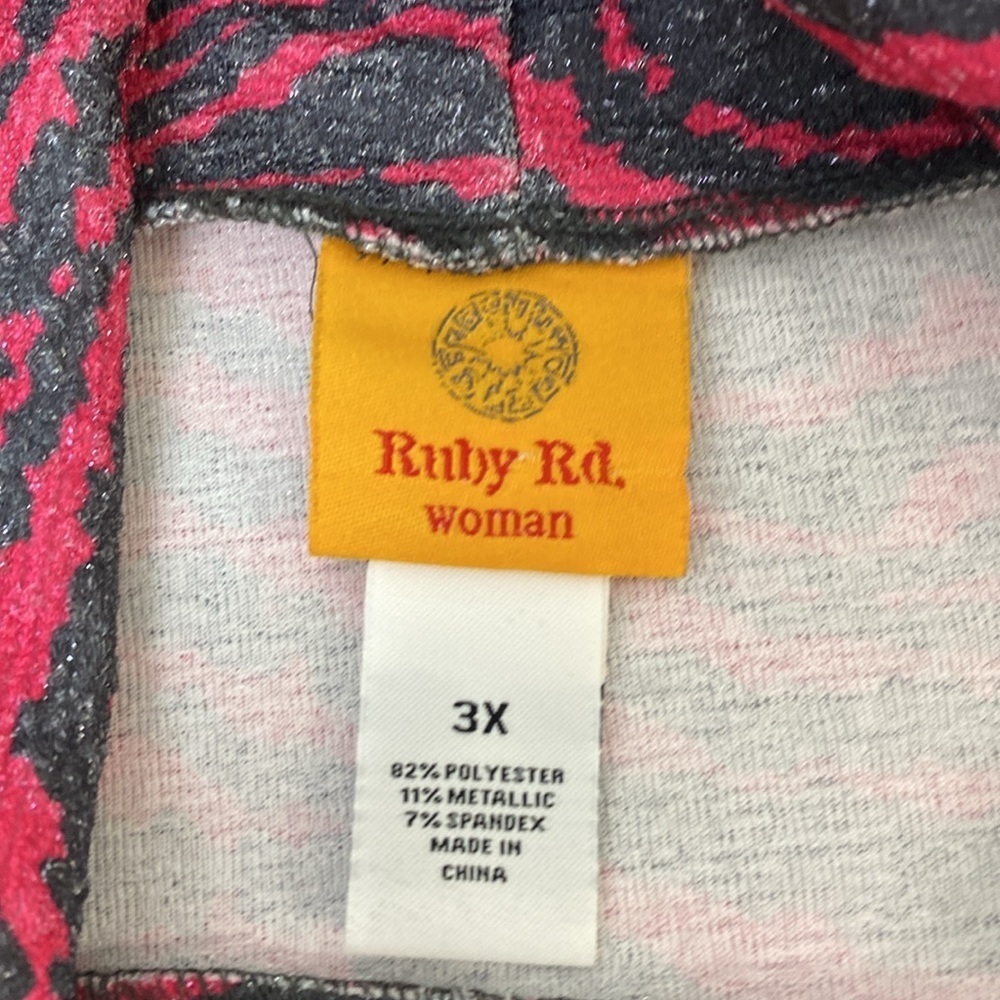 Ruby Rd.
woman
3X
82% POLYESTER
11% METALLIC
7% SPANDEX
MADE IN
CHINA